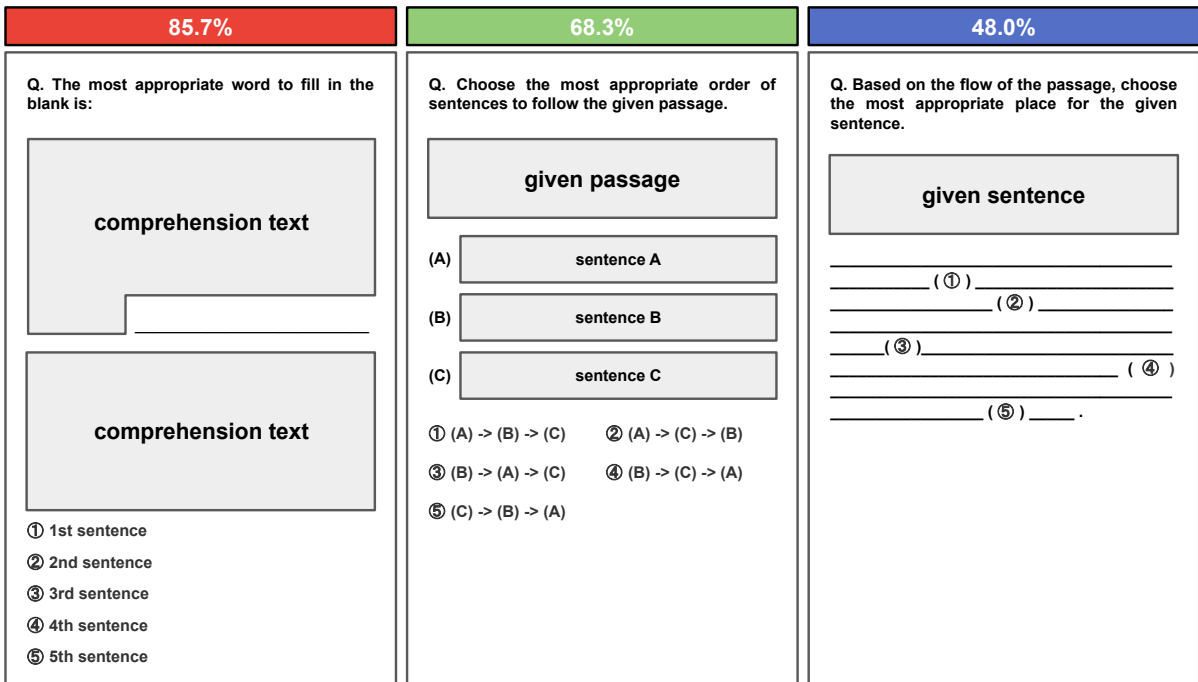 85.7%
Q. The most appropriate word to fill in the
blank is:
comprehension text
comprehension text
① 1st sentence
② 2nd sentence
③ 3rd sentence
④ 4th sentence
⑤ 5th sentence
68.3%
Q. Choose the most appropriate order of
sentences to follow the given passage.
given passage
(A) sentence A
(B) sentence B
(C) sentence C
① (A) -> (B) -> (C) ② (A) -> (C) -> (B)
③ (B) -> (A) -> (C) ④ (B) -> (C) -> (A)
⑤ (C) -> (B) -> (A)
48.0%
Q. Based on the flow of the passage, choose
the most appropriate place for the given
sentence.
given sentence
( ① )
( ② )
( ③ )
( ④ )
( ⑤ ) .